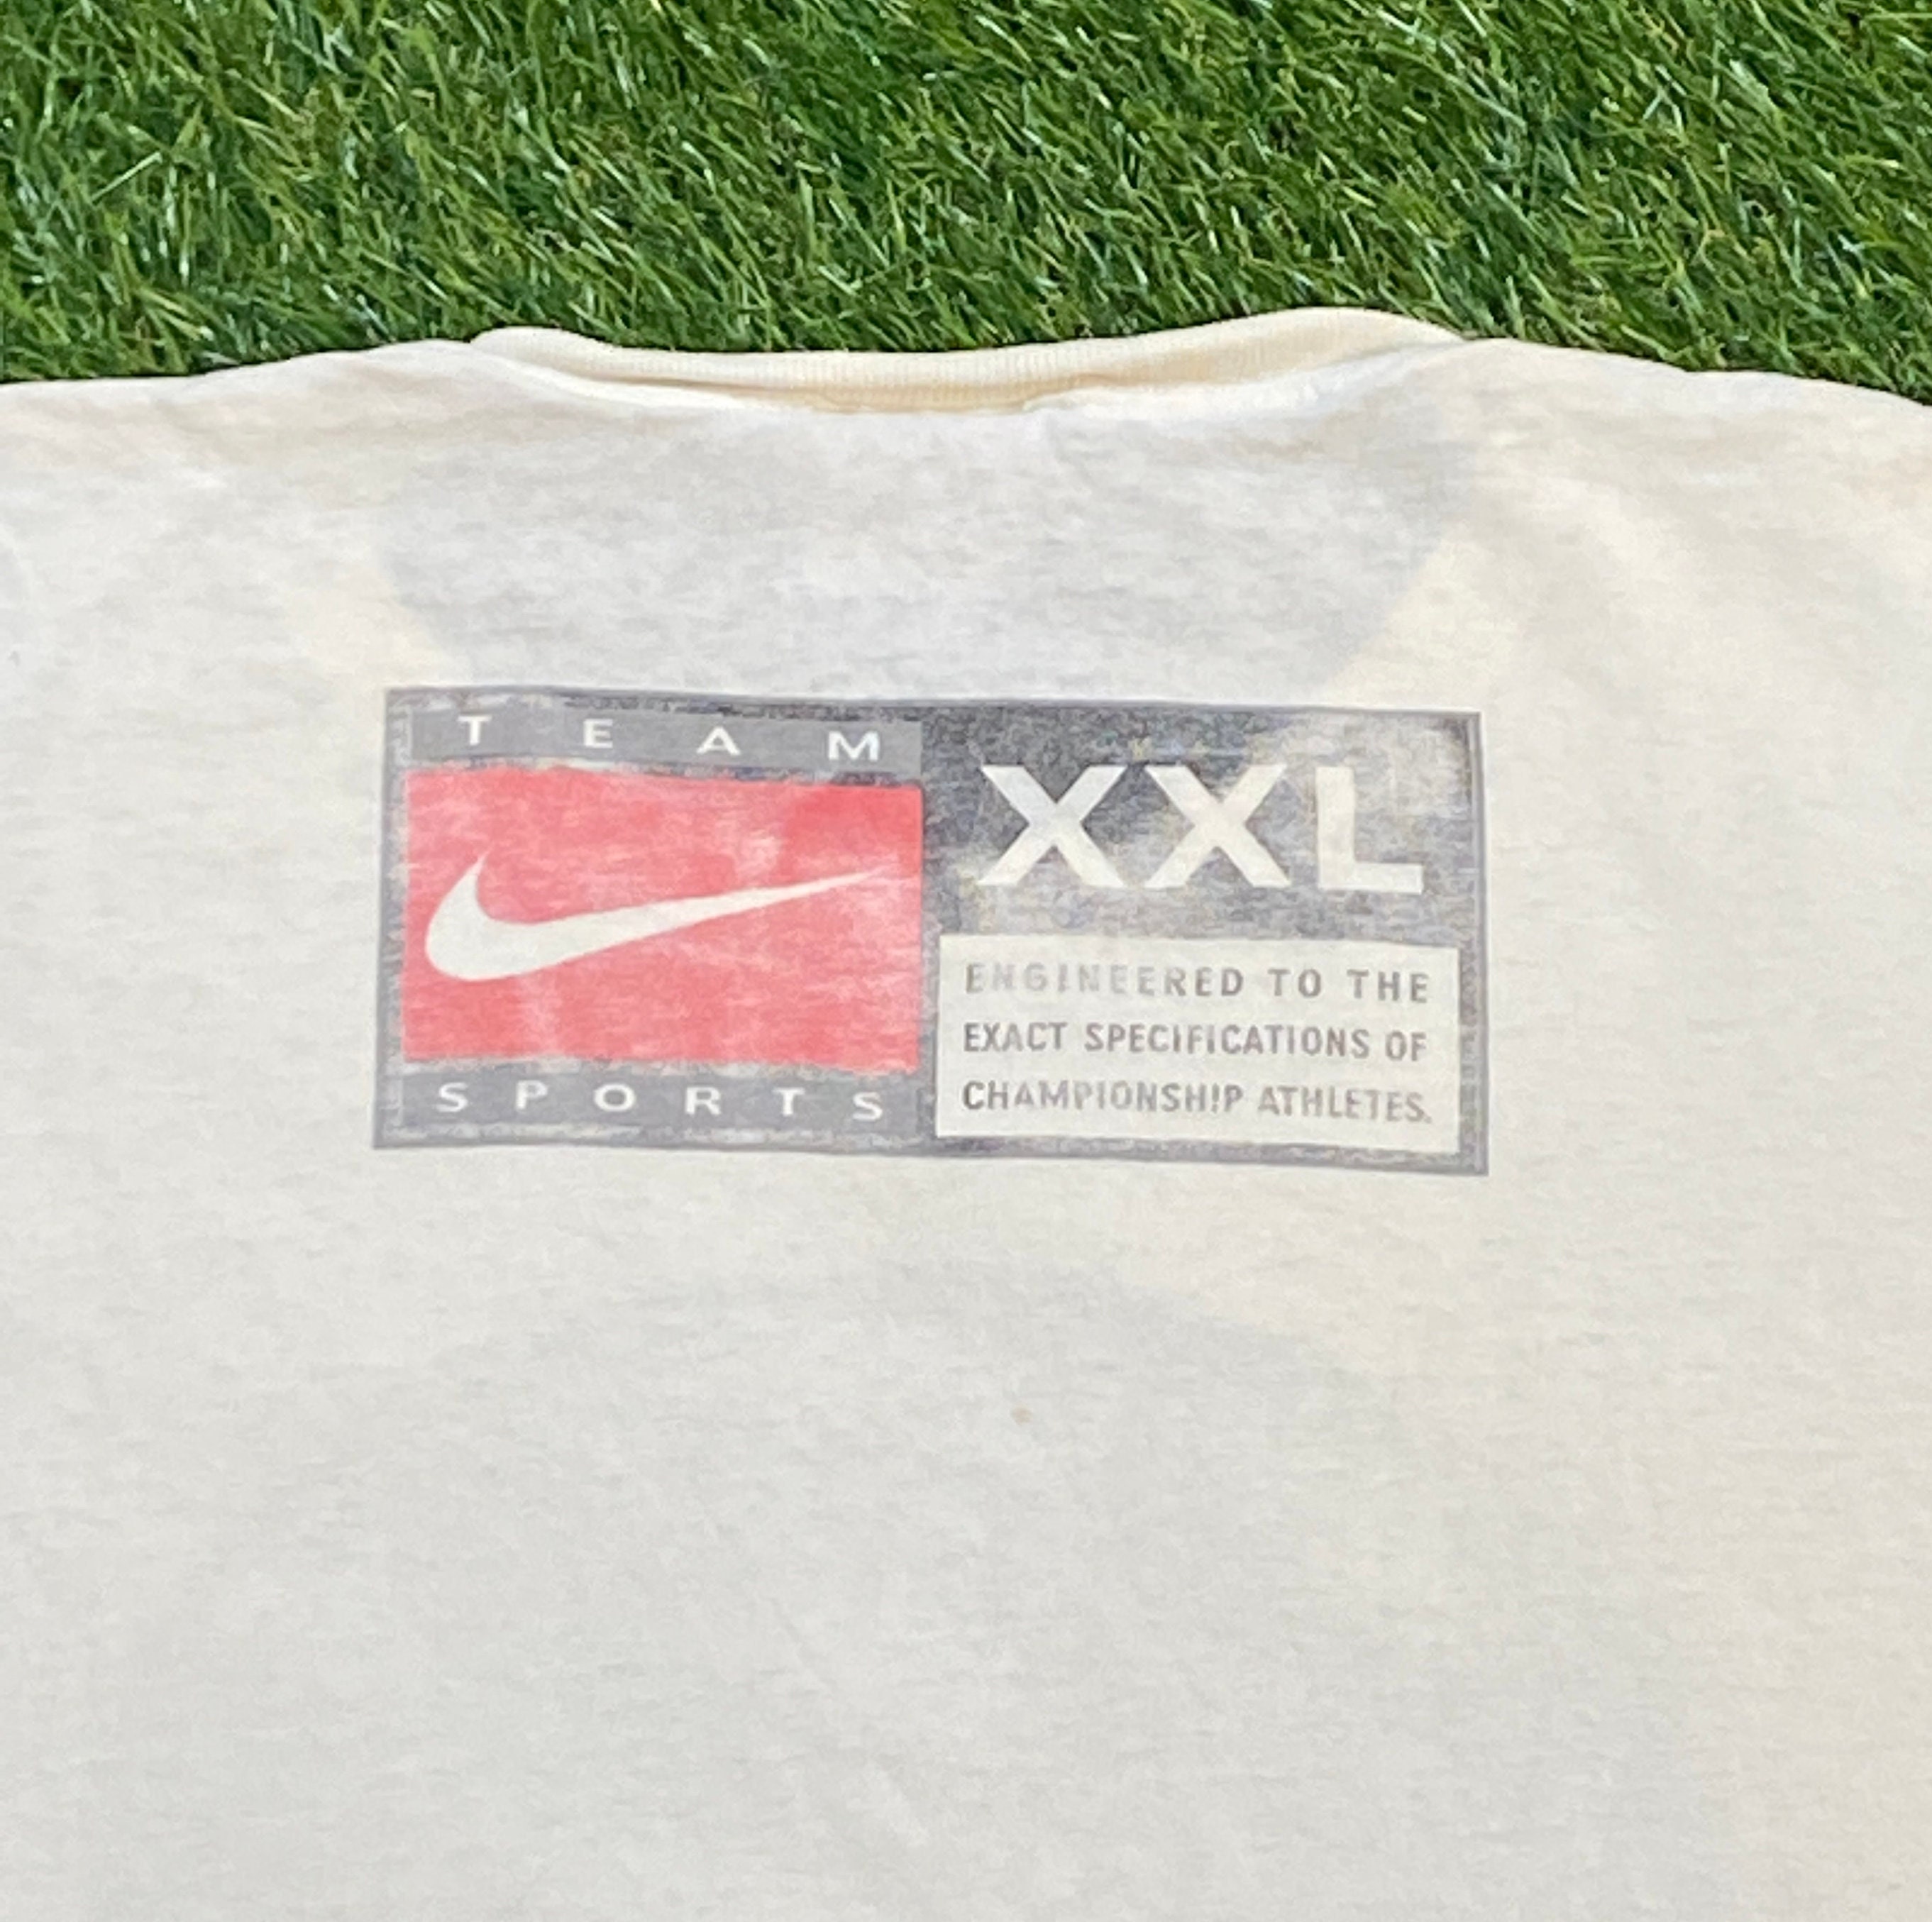 TEAM
SPORTS
XXL
ENGINEERED TO THE
EXACT SPECIFICATIONS OF
CHAMPIONSHIP ATHLETES.